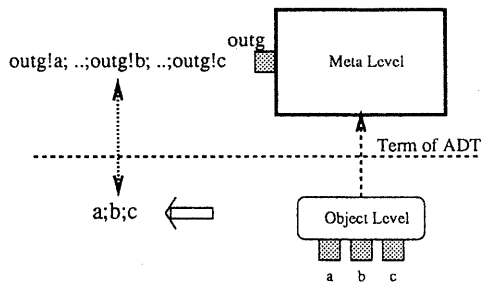 outg
outg!a; ..;outg!b; ..;outg!c
Meta Level
Term of ADT
a;b;c
Object Level
a b c